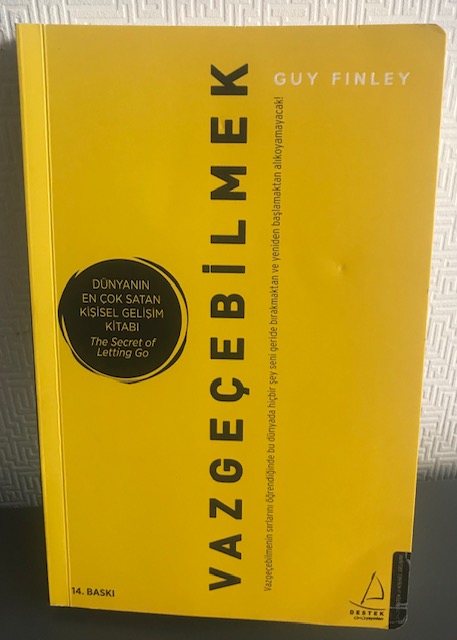 GUY FINLEY
VAZGEÇEBİLMEK
Vazgeçebilmenin sırlarını öğrendiğinde bu dünyada hiçbir şey seni geride bırakmaktan ve yeniden başlamaktan alıkoyamayacak!
DÜNYANIN
EN ÇOK SATAN
KİŞİSEL GELİŞİM
KİTABI
The Secret of
Letting Go
14. BASKI
DESTEK